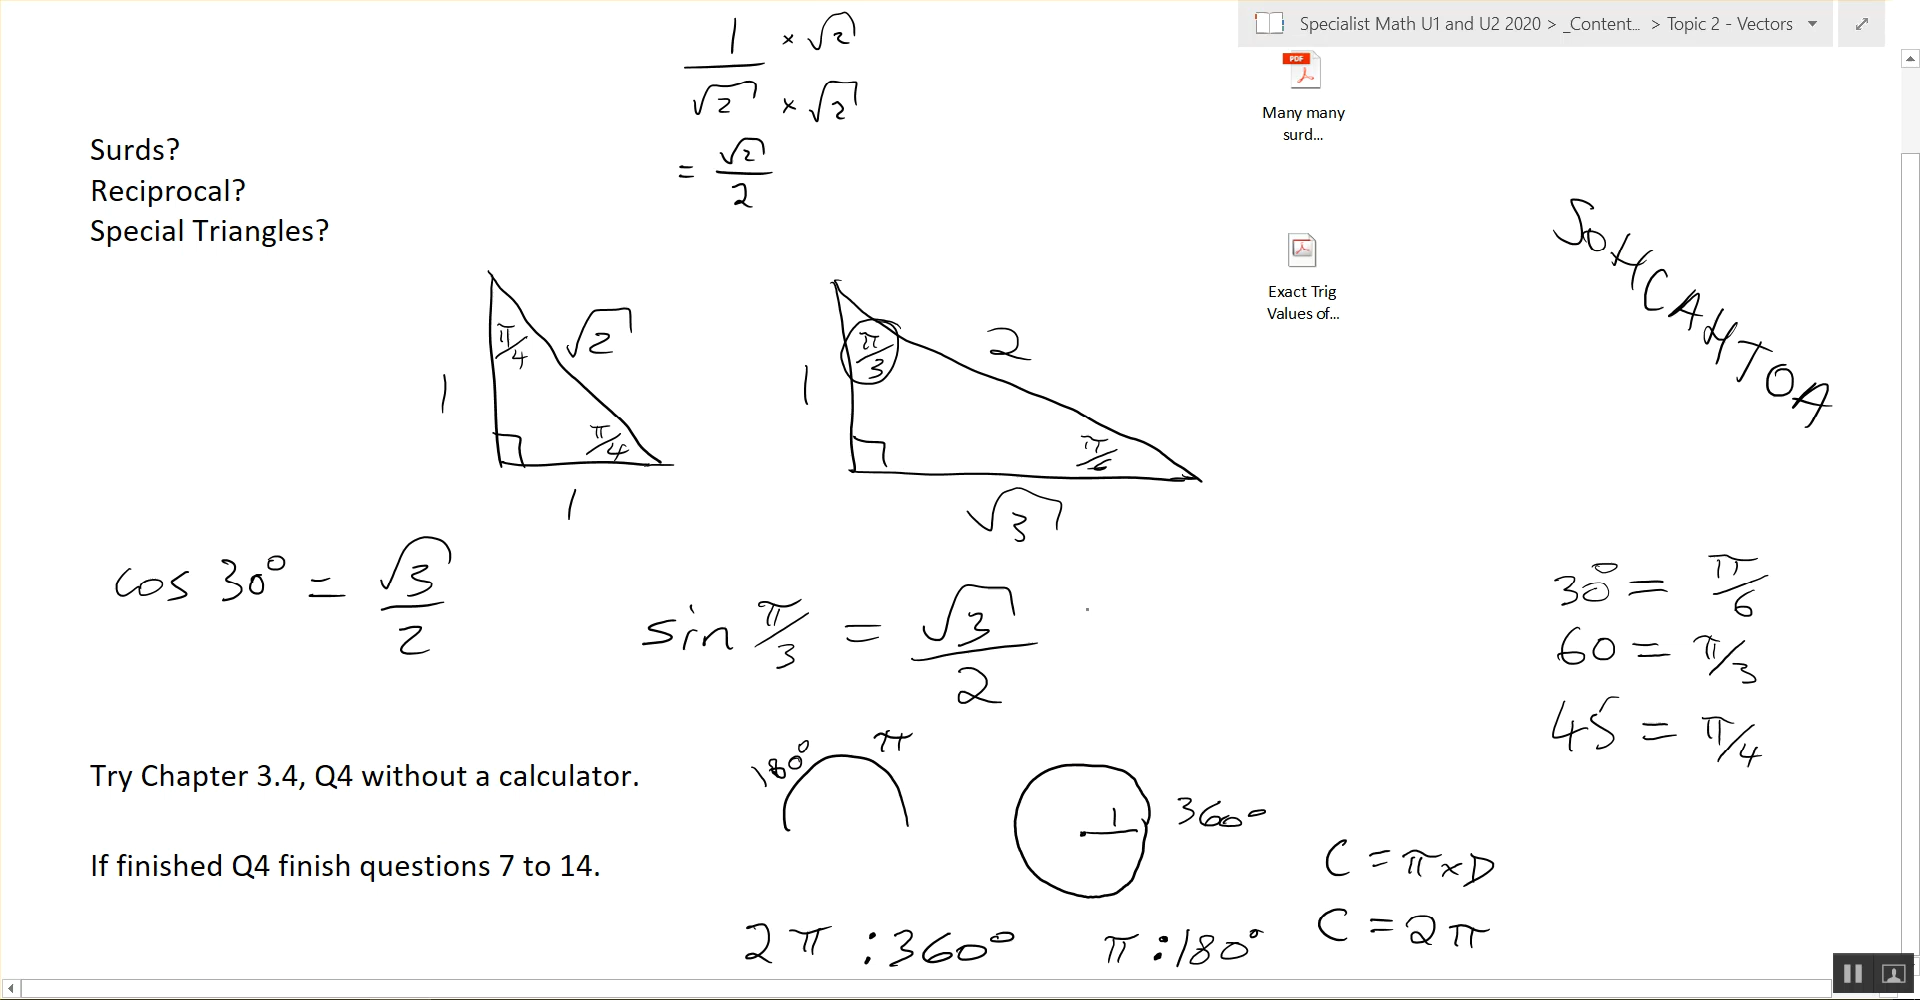 Specialist Math U1 and U2 2020 > _Content... > Topic 2 - Vectors
1 × √2
√2 × √2
= √2
2
PDF
Many many
surd...
Surds?
Reciprocal?
Special Triangles?
SOHCAHTOA
Exact Trig
Values of...
π/4
√2
1
π/4
1
π/3
2
1
π/6
√3
cos 30° = √3/2
sin π/3 = √3/2
30° = π/6
60 = π/3
45 = π/4
180° π
Try Chapter 3.4, Q4 without a calculator.
1 360°
If finished Q4 finish questions 7 to 14.
C = π×D
C = 2π
2π : 360°
π : 180°